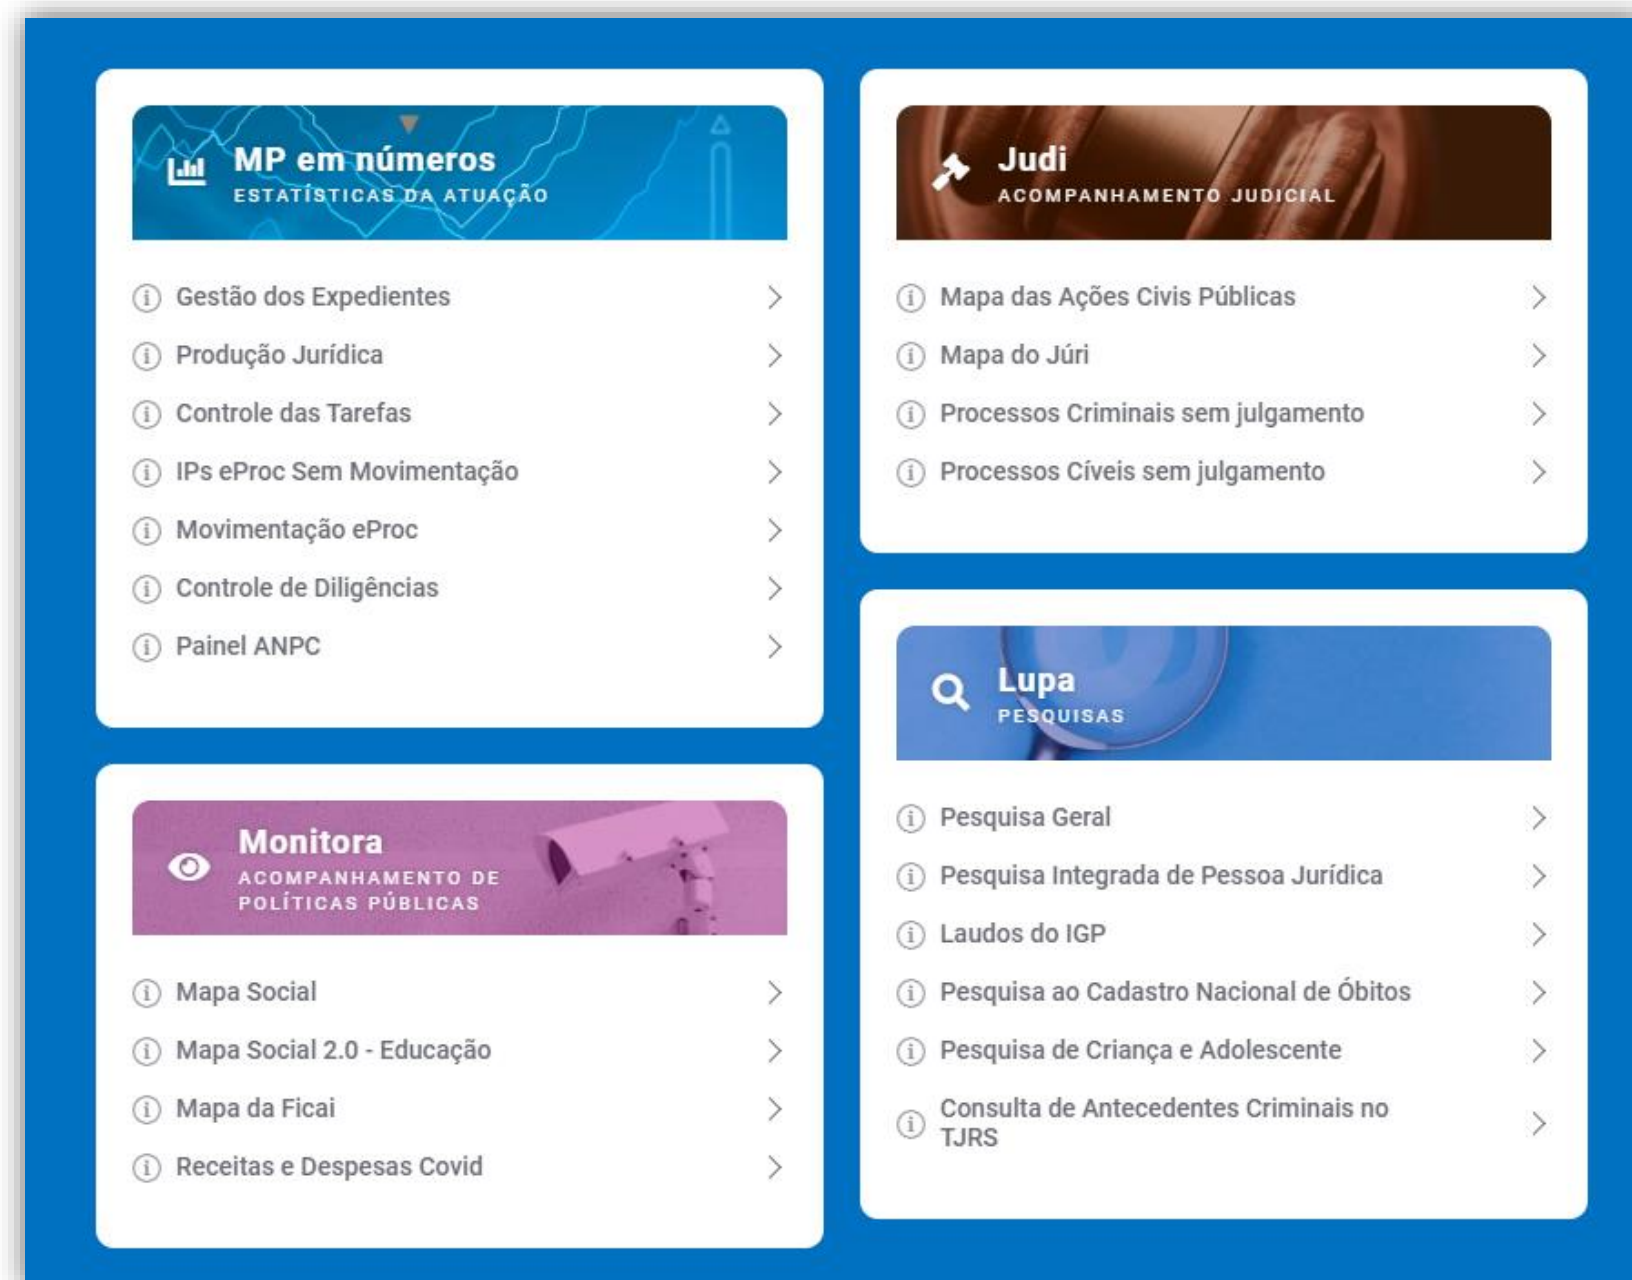 MP em números
ESTATÍSTICAS DA ATUAÇÃO
Gestão dos Expedientes
Produção Jurídica
Controle das Tarefas
IPs eProc Sem Movimentação
Movimentação eProc
Controle de Diligências
Painel ANPC
Monitora
ACOMPANHAMENTO DE
POLÍTICAS PÚBLICAS
Mapa Social
Mapa Social 2.0 - Educação
Mapa da Ficai
Receitas e Despesas Covid
Judi
ACOMPANHAMENTO JUDICIAL
Mapa das Ações Civis Públicas
Mapa do Júri
Processos Criminais sem julgamento
Processos Cíveis sem julgamento
Lupa
PESQUISAS
Pesquisa Geral
Pesquisa Integrada de Pessoa Jurídica
Laudos do IGP
Pesquisa ao Cadastro Nacional de Óbitos
Pesquisa de Criança e Adolescente
Consulta de Antecedentes Criminais no
TJRS